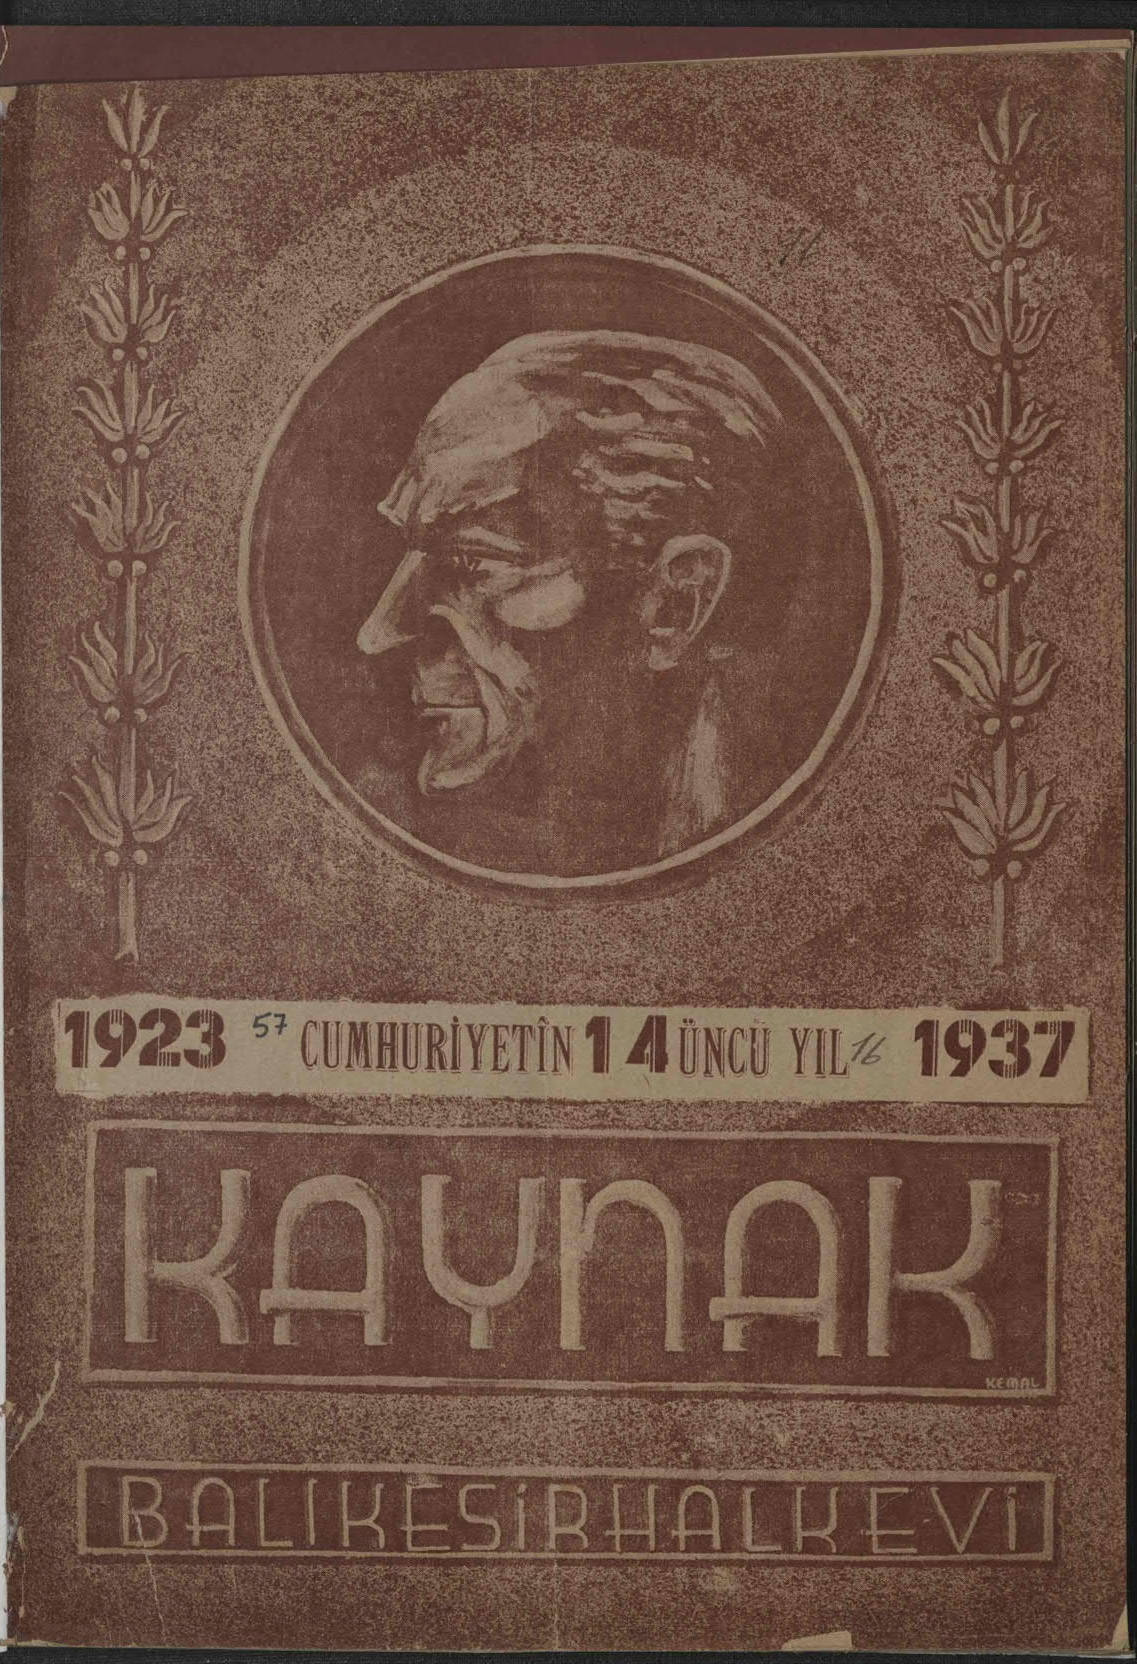 11
1923 57 CUMHURİYETİN 14 ÜNCÜ YIL 16 1937
KAYNAK
KEMAL
BALIKESİR HALKEVİ